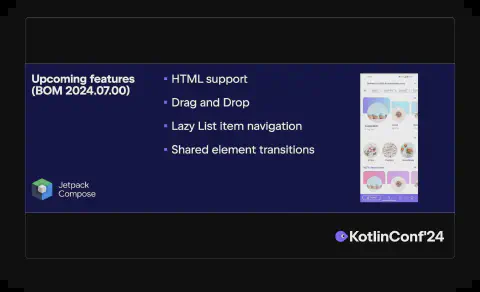 Upcoming features
(BOM 2024.07.00)
HTML support
Drag and Drop
Lazy List item navigation
Shared element transitions
Jetpack
Compose
KotlinConf'24